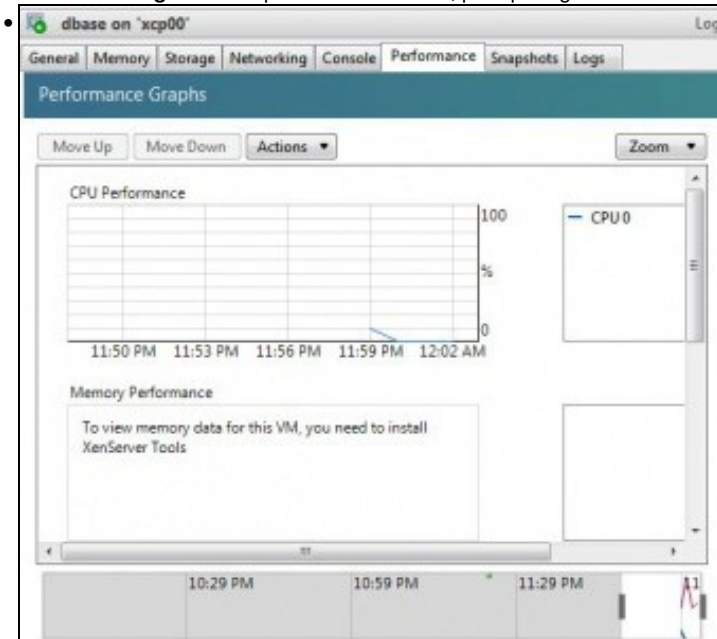 dbase on 'xcp00' Log
General Memory Storage Networking Console Performance Snapshots Logs
Performance Graphs
Move Up Move Down Actions Zoom
CPU Performance
100
CPU 0
%
0
11:50 PM 11:53 PM 11:56 PM 11:59 PM 12:02 AM
Memory Performance
To view memory data for this VM, you need to install
XenServer Tools
10:29 PM 10:59 PM 11:29 PM 11